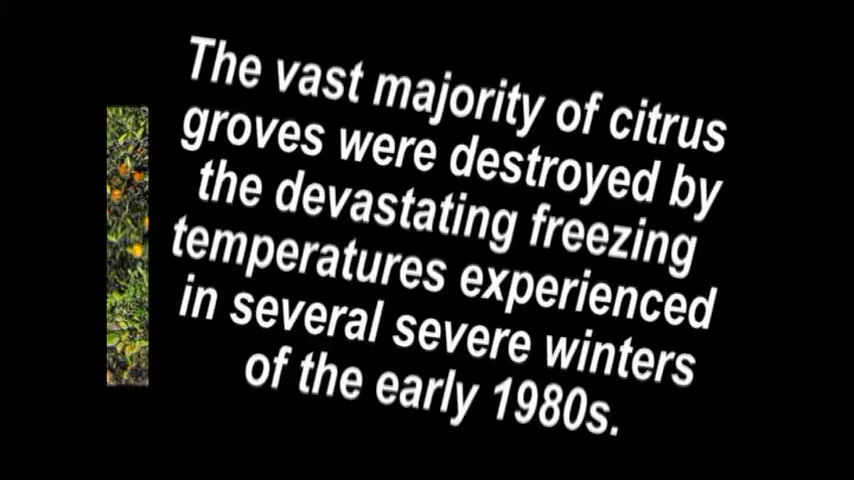 The vast majority of citrus
groves were destroyed by
the devastating freezing
temperatures experienced
in several severe winters
of the early 1980s.